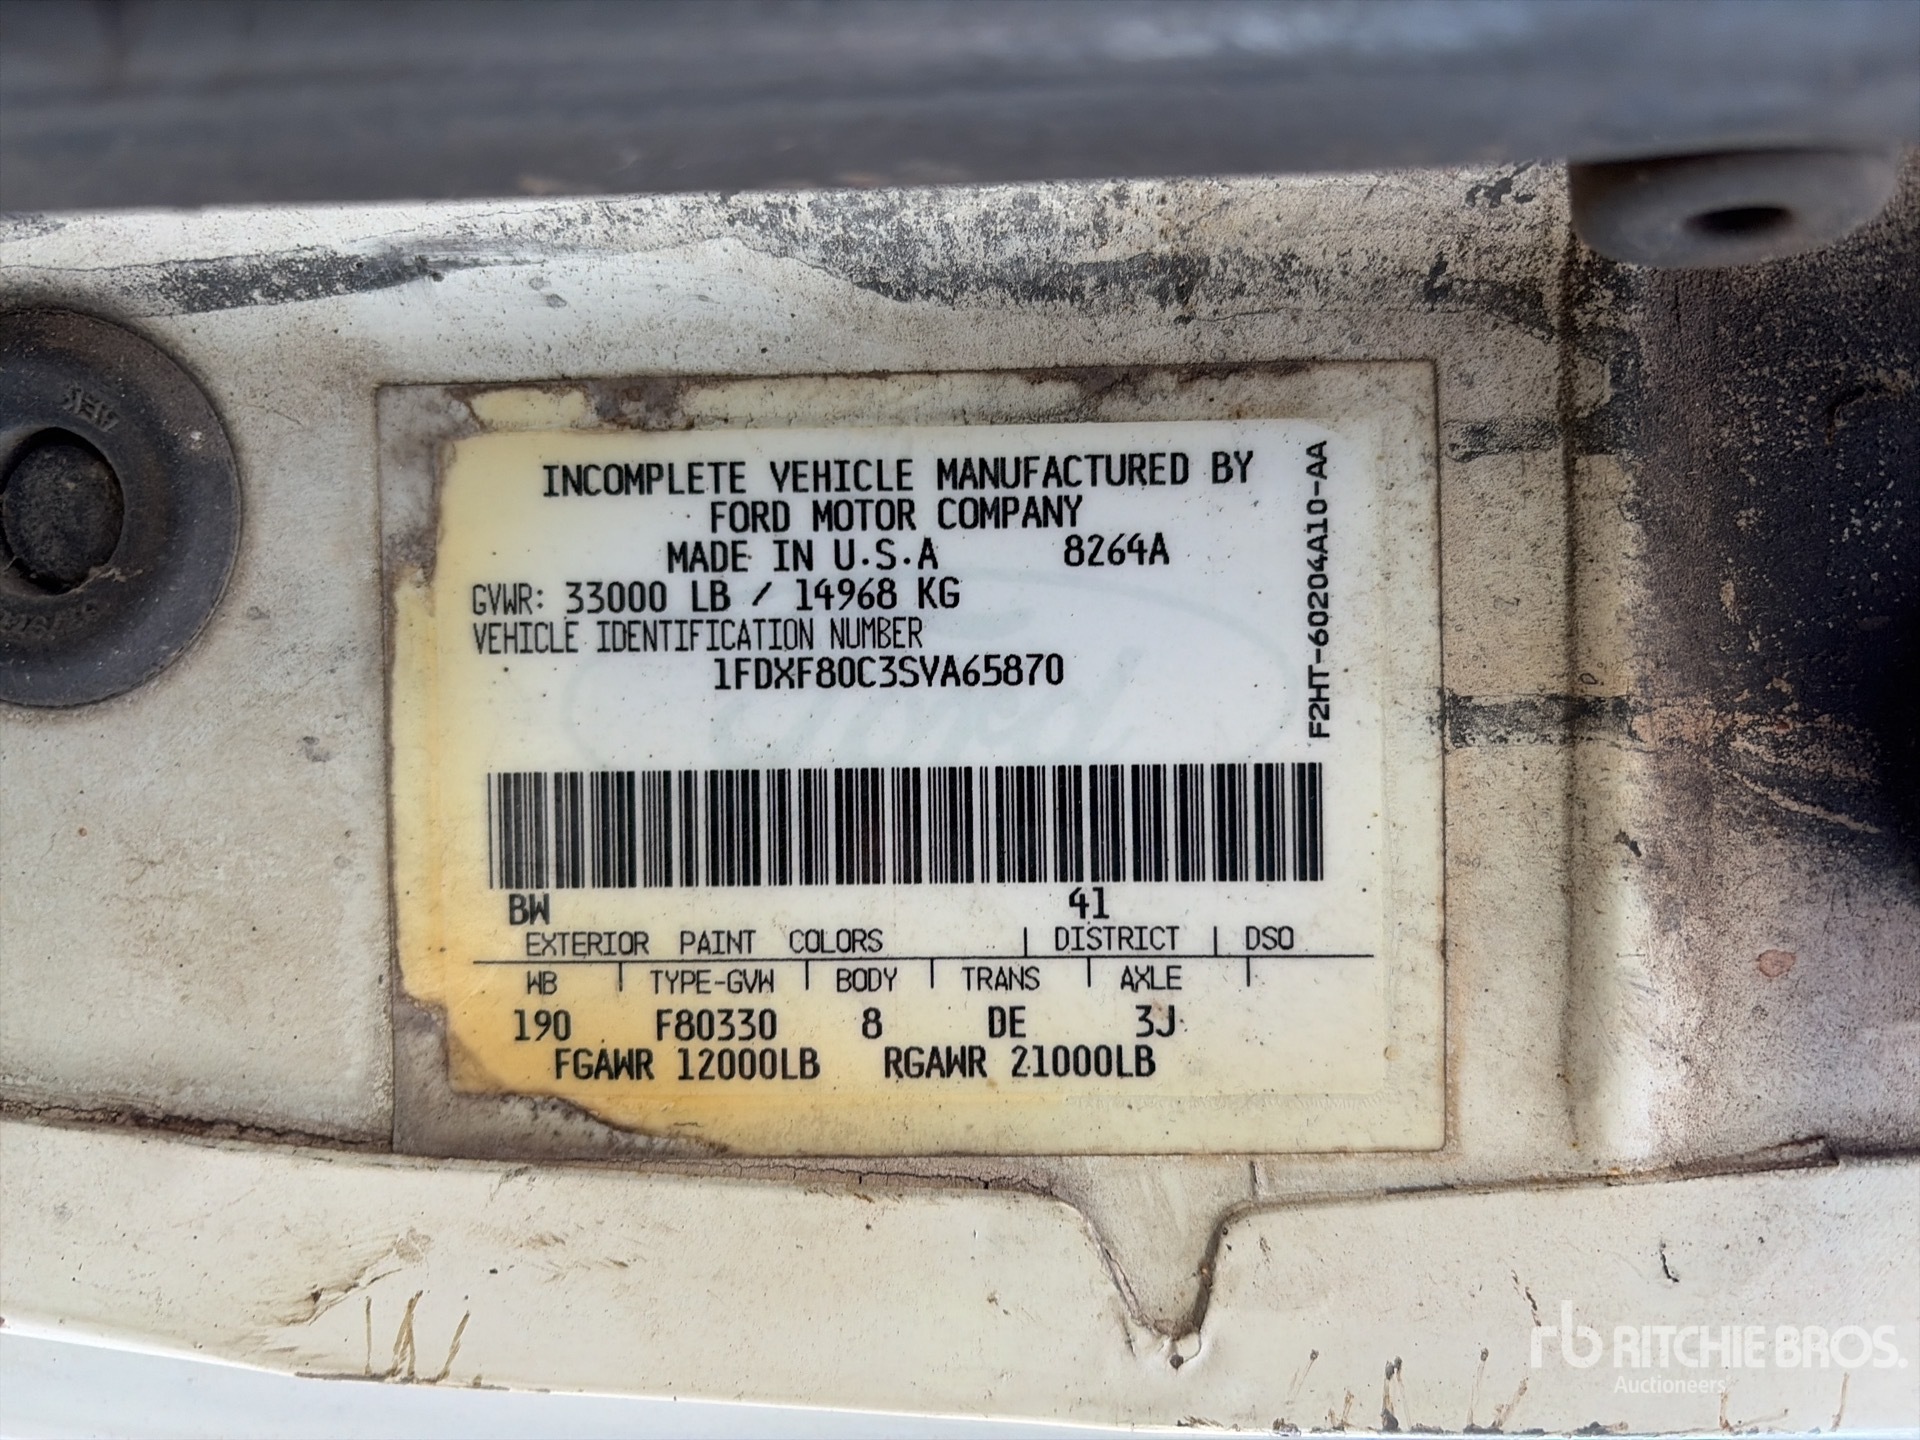 INCOMPLETE VEHICLE MANUFACTURED BY
FORD MOTOR COMPANY
MADE IN U.S.A 8264A
GVWR: 33000 LB / 14968 KG
VEHICLE IDENTIFICATION NUMBER
1FDXF80C3SVA65870
F2HT-60204A10-AA
BW 41
EXTERIOR PAINT COLORS | DISTRICT | DSO
WB | TYPE-GVW | BODY | TRANS | AXLE |
190 F80330 8 DE 3J
FGAWR 12000LB RGAWR 21000LB
Ford
rb RITCHIE BROS.
Auctioneers